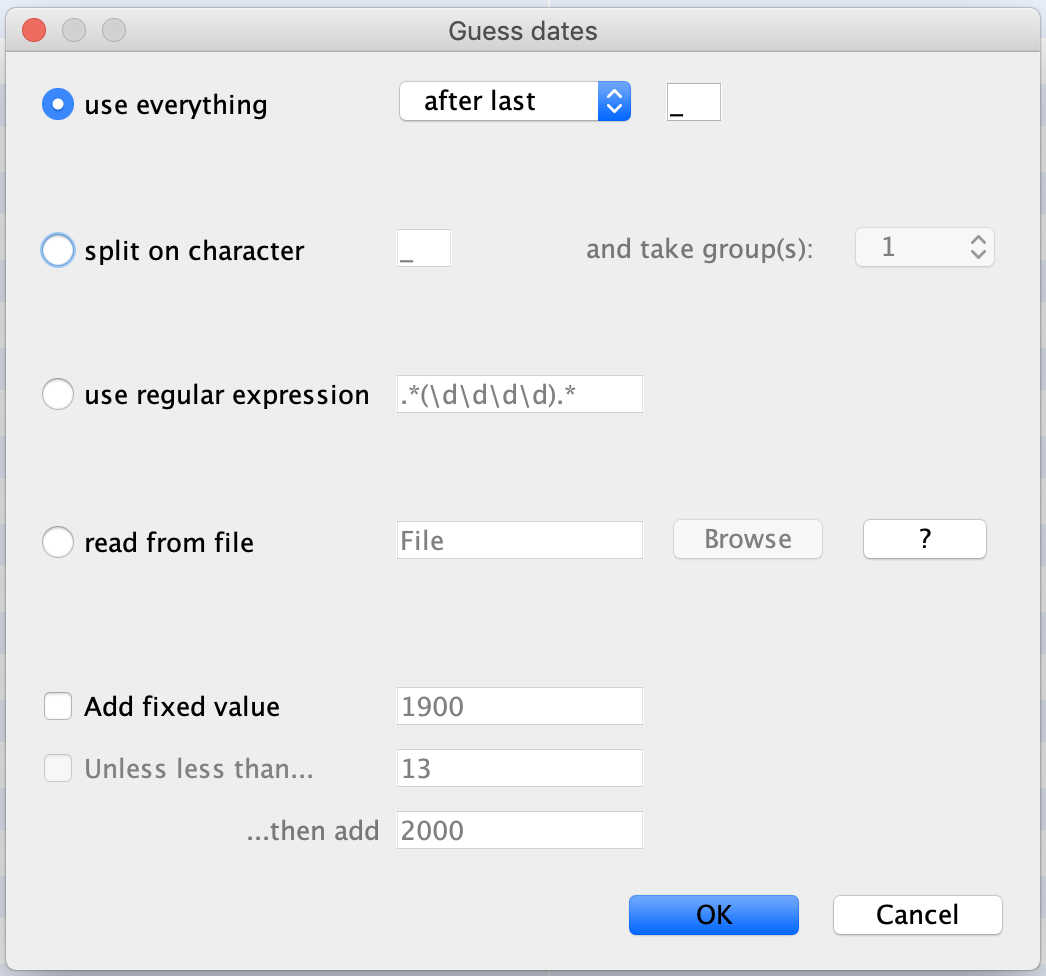 Guess dates
use everything after last _
split on character _ and take group(s): 1
use regular expression .*(\d\d\d\d).*
read from file File Browse ?
Add fixed value 1900
Unless less than... 13
...then add 2000
OK Cancel